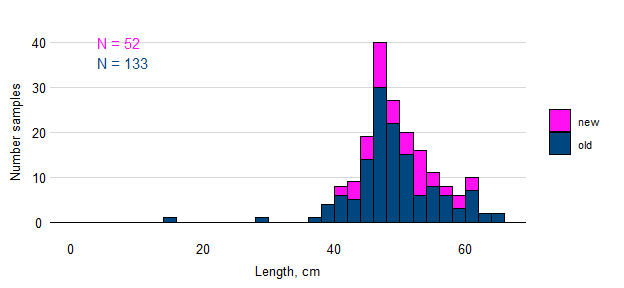 N = 52
N = 133
40
30
20
10
0
Number samples
0 20 40 60
Length, cm
new
old